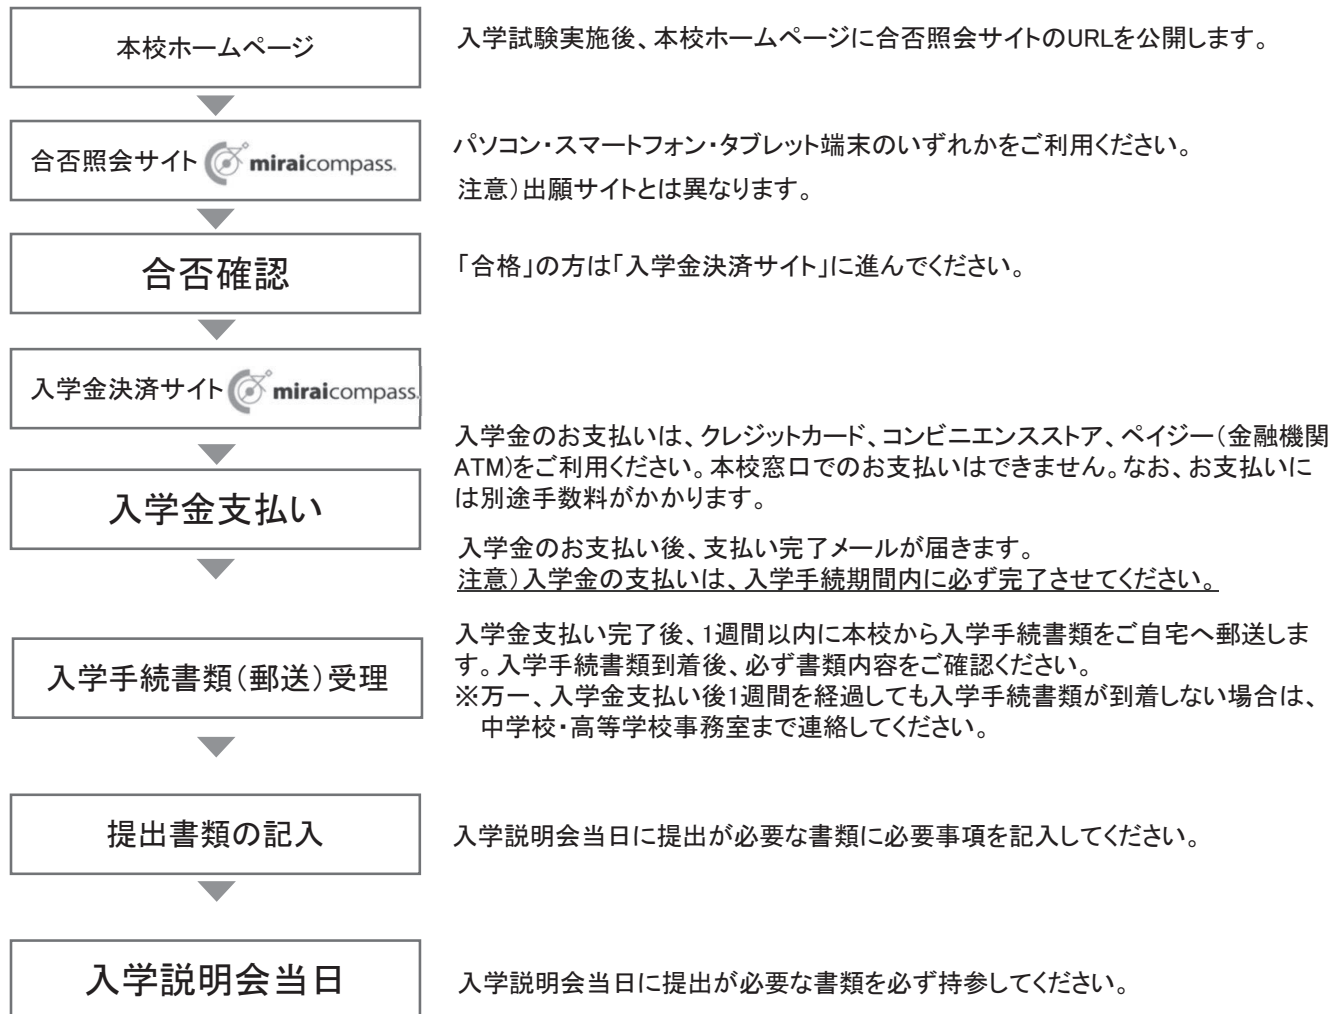 本校ホームページ
入学試験実施後、本校ホームページに合否照会サイトのURLを公開します。
合否照会サイト miraicompass.
パソコン・スマートフォン・タブレット端末のいずれかをご利用ください。
注意）出願サイトとは異なります。
合否確認
「合格」の方は「入学金決済サイト」に進んでください。
入学金決済サイト miraicompass.
入学金のお支払いは、クレジットカード、コンビニエンスストア、ペイジー（金融機関
ATM)をご利用ください。本校窓口でのお支払いはできません。なお、お支払いに
は別途手数料がかかります。
入学金支払い
入学金のお支払い後、支払い完了メールが届きます。
注意）入学金の支払いは、入学手続期間内に必ず完了させてください。
入学手続書類（郵送）受理
入学金支払い完了後、1週間以内に本校から入学手続書類をご自宅へ郵送しま
す。入学手続書類到着後、必ず書類内容をご確認ください。
※万一、入学金支払い後1週間を経過しても入学手続書類が到着しない場合は、
中学校・高等学校事務室まで連絡してください。
提出書類の記入
入学説明会当日に提出が必要な書類に必要事項を記入してください。
入学説明会当日
入学説明会当日に提出が必要な書類を必ず持参してください。